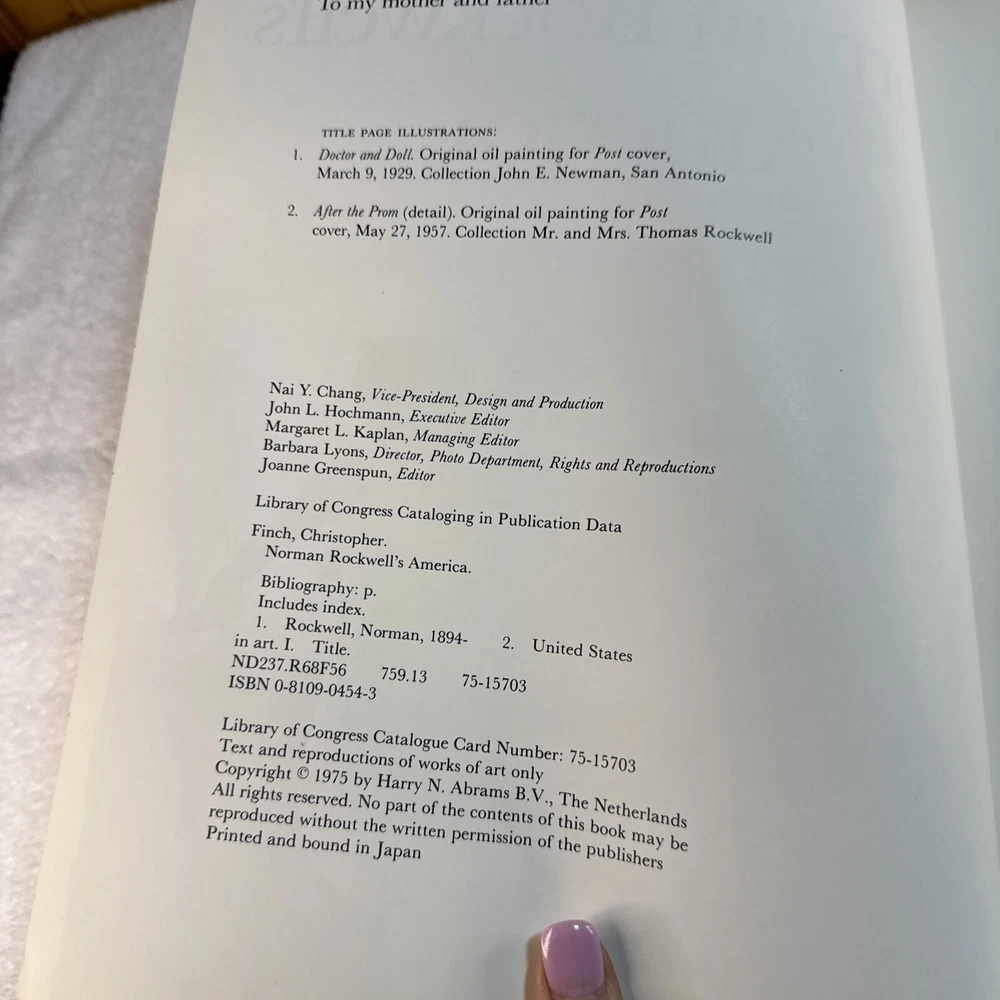 To my mother and father
TITLE PAGE ILLUSTRATIONS:
1. Doctor and Doll. Original oil painting for Post cover,
March 9, 1929. Collection John E. Newman, San Antonio
2. After the Prom (detail). Original oil painting for Post
cover, May 27, 1957. Collection Mr. and Mrs. Thomas Rockwell
Nai Y. Chang, Vice-President, Design and Production
John L. Hochmann, Executive Editor
Margaret L. Kaplan, Managing Editor
Barbara Lyons, Director, Photo Department, Rights and Reproductions
Joanne Greenspun, Editor
Library of Congress Cataloging in Publication Data
Finch, Christopher.
Norman Rockwell's America.
Bibliography: p.
Includes index.
1. Rockwell, Norman, 1894- 2. United States
in art. I. Title.
ND237.R68F56 759.13 75-15703
ISBN 0-8109-0454-3
Library of Congress Catalogue Card Number: 75-15703
Text and reproductions of works of art only
Copyright © 1975 by Harry N. Abrams B.V., The Netherlands
All rights reserved. No part of the contents of this book may be
reproduced without the written permission of the publishers
Printed and bound in Japan